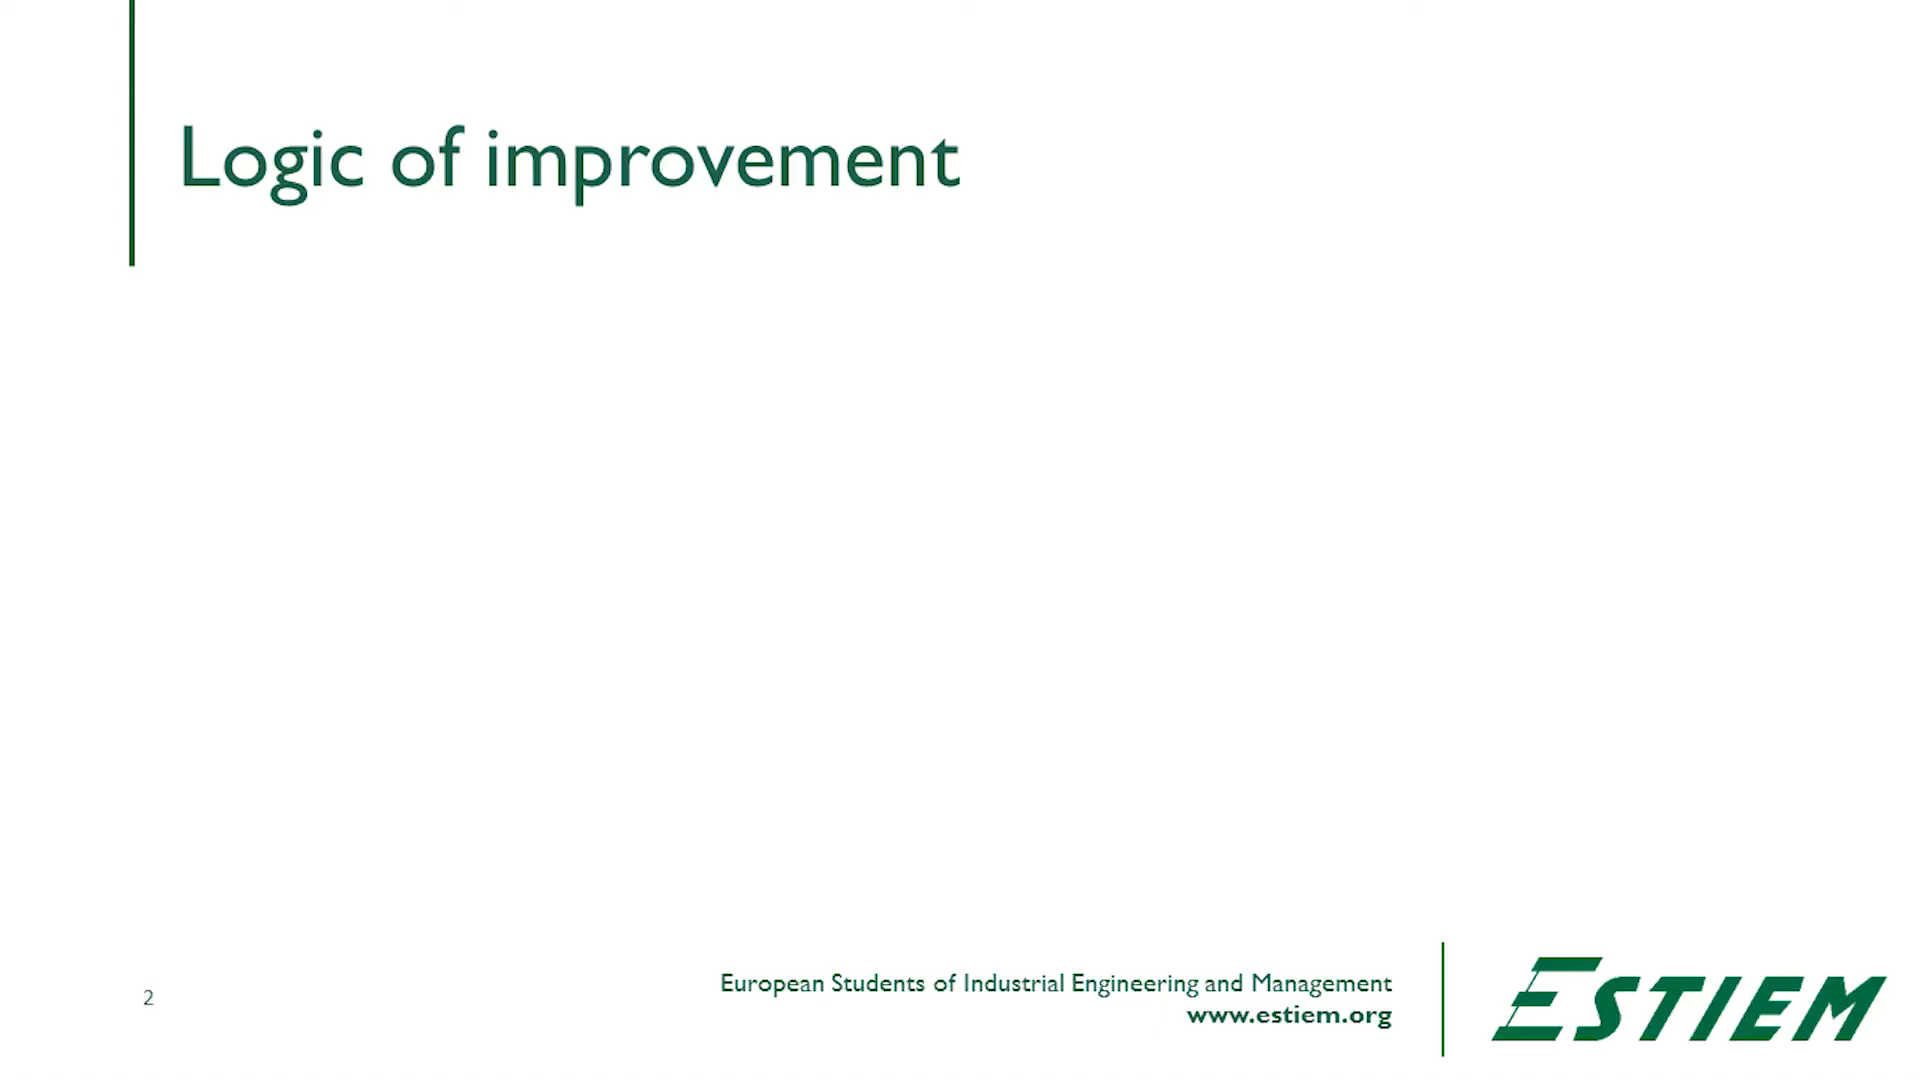 Logic of improvement
2
European Students of Industrial Engineering and Management
www.estiem.org
ESTIEM